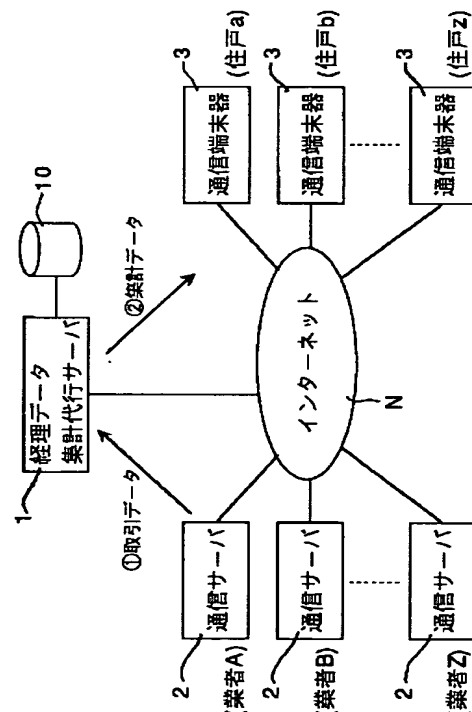 1
経理データ
集計代行サーバ
10
①取引データ
②集計データ
2
通信サーバ
業者A)
2
通信サーバ
業者B)
2
通信サーバ
業者Z)
インターネット
N
3
通信端末器
(住戸a)
3
通信端末器
(住戸b)
3
通信端末器
(住戸z)